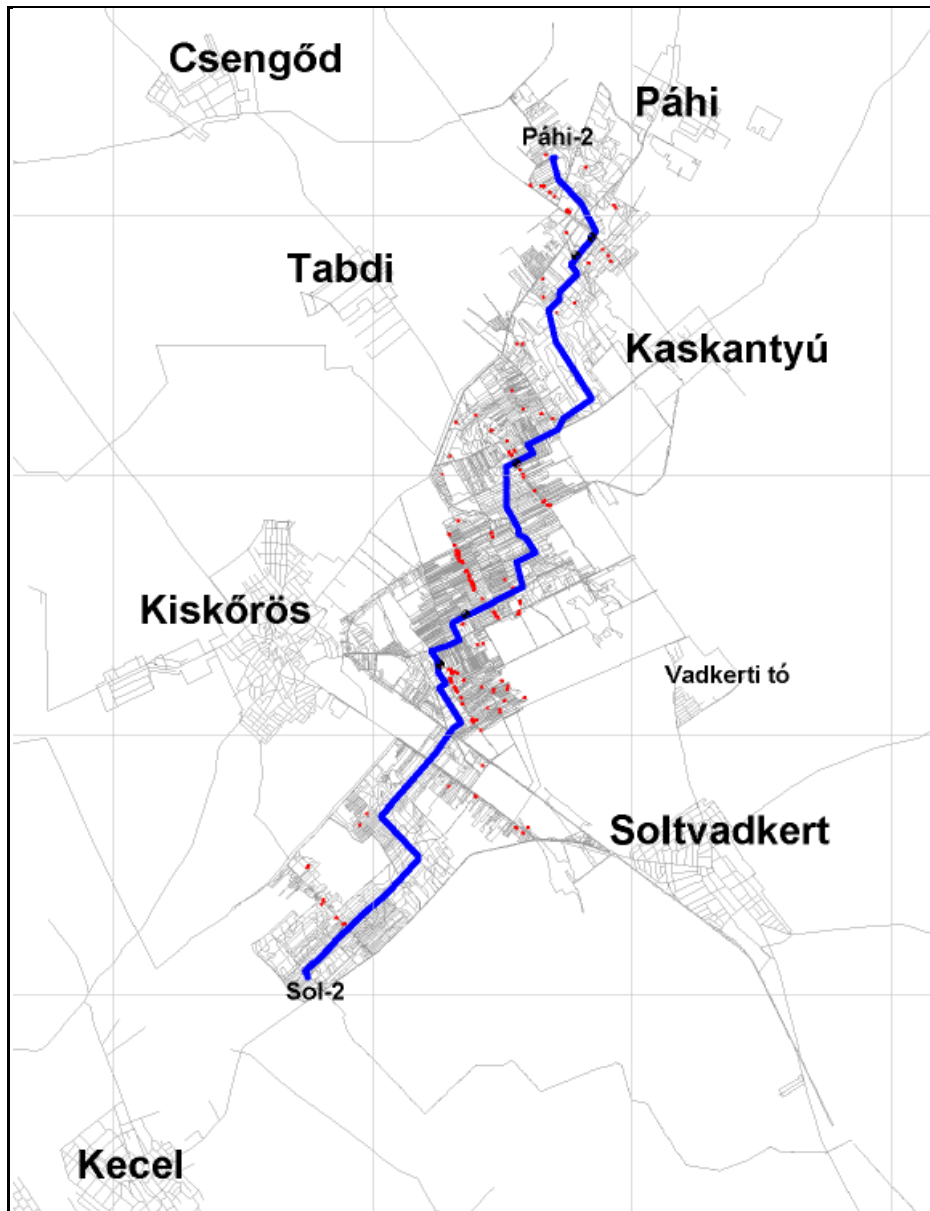 Csengőd
Páhi
Páhi-2
Tabdi
Kaskantyú
Kiskőrös
Vadkerti tó
Soltvadkert
Sol-2
Kecel